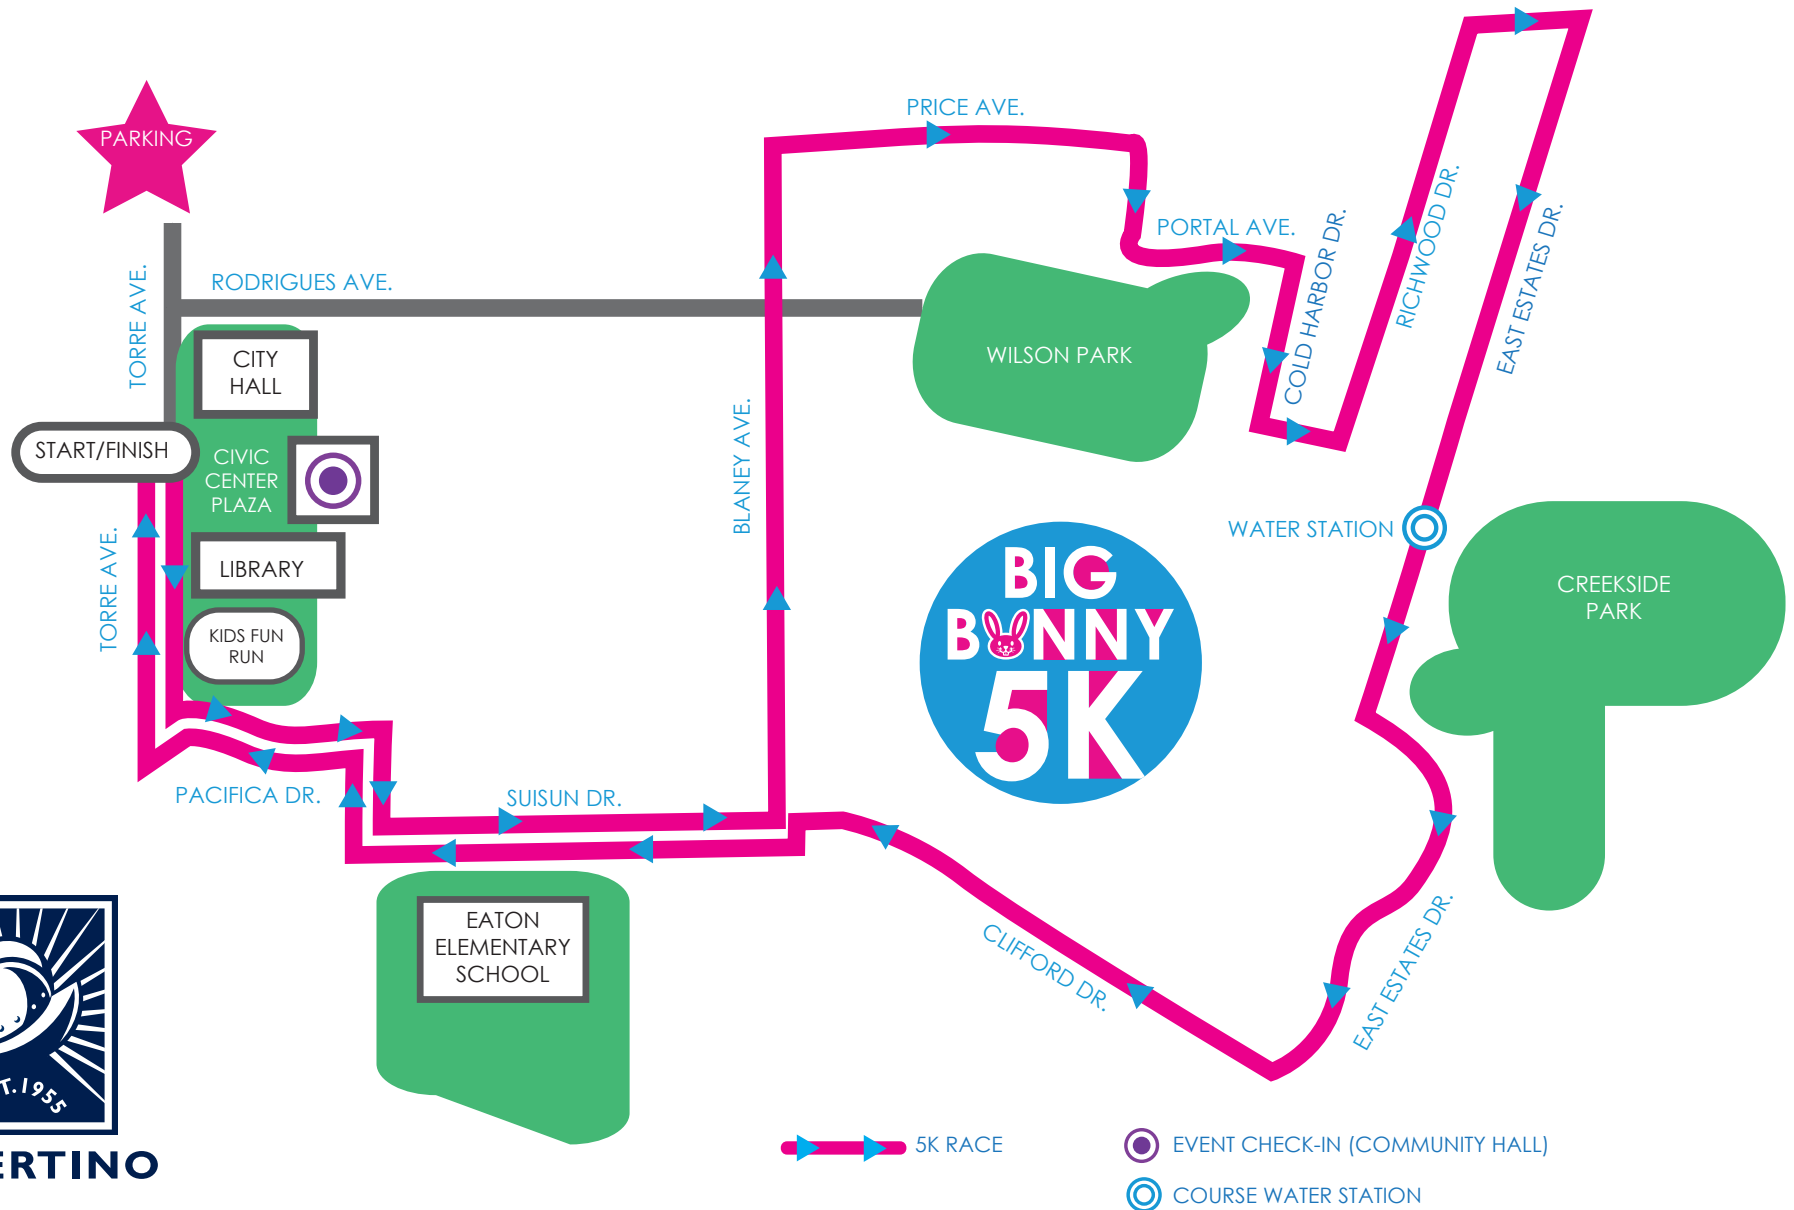 PARKING
PRICE AVE.
PORTAL AVE.
COLD HARBOR DR.
RICHWOOD DR.
EAST ESTATES DR.
TORRE AVE.
RODRIGUES AVE.
CITY
HALL
WILSON PARK
START/FINISH
CIVIC
CENTER
PLAZA
BLANEY AVE.
WATER STATION
TORRE AVE.
LIBRARY
KIDS FUN
RUN
BIG
BUNNY
5K
CREEKSIDE
PARK
PACIFICA DR.
SUISUN DR.
EATON
ELEMENTARY
SCHOOL
CLIFFORD DR.
EAST ESTATES DR.
T. 1955
ERTINO
5K RACE
EVENT CHECK-IN (COMMUNITY HALL)
COURSE WATER STATION